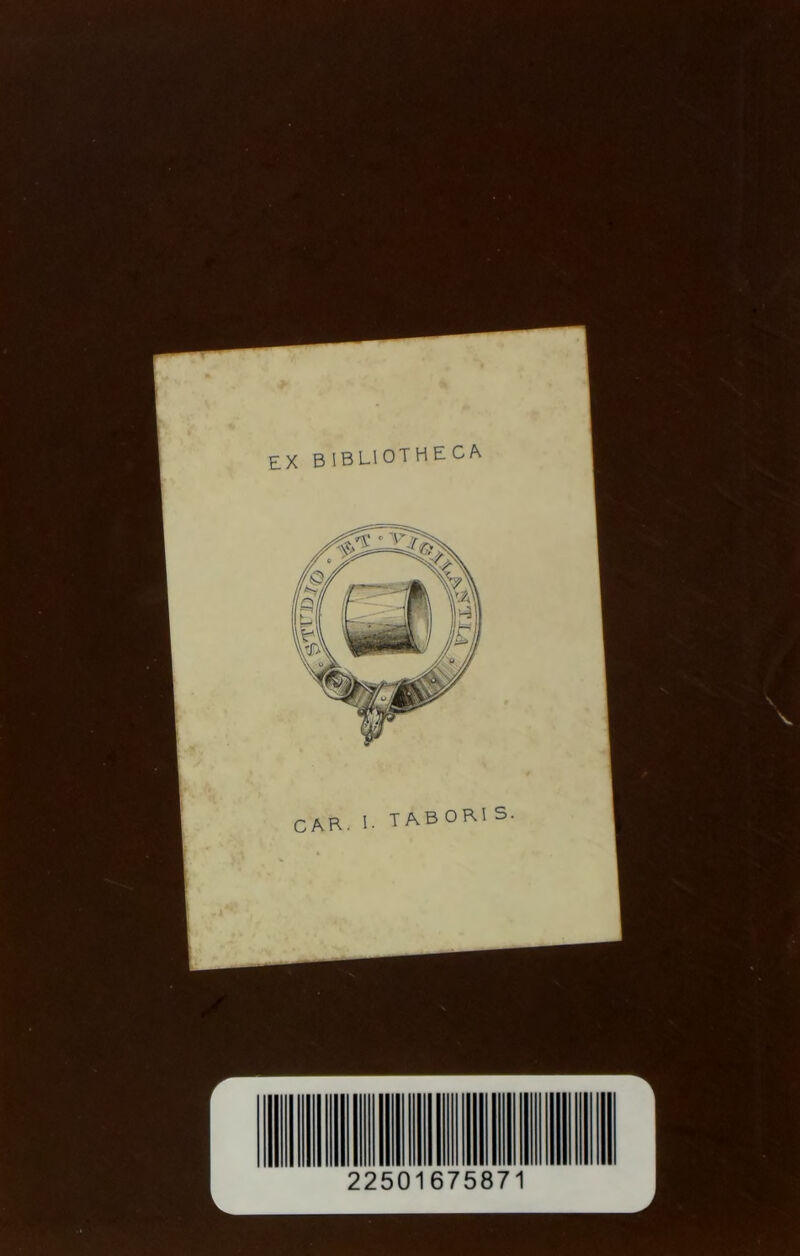 EX BIBLIOTHECA
STUDIO · ET · VIGILANTIA
CAR. I. TABORIS.
22501675871